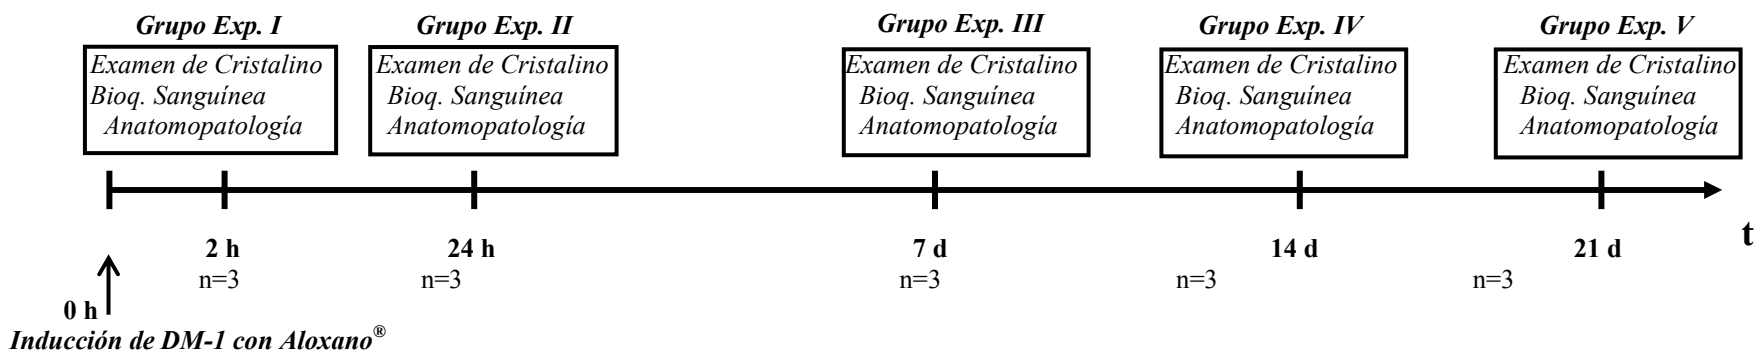 Grupo Exp. I
Examen de Cristalino
Bioq. Sanguínea
Anatomopatología
Grupo Exp. II
Examen de Cristalino
Bioq. Sanguínea
Anatomopatología
Grupo Exp. III
Examen de Cristalino
Bioq. Sanguínea
Anatomopatología
Grupo Exp. IV
Examen de Cristalino
Bioq. Sanguínea
Anatomopatología
Grupo Exp. V
Examen de Cristalino
Bioq. Sanguínea
Anatomopatología
t
2 h
n=3
24 h
n=3
7 d
n=3
14 d
n=3
21 d
n=3
0 h
Inducción de DM-1 con Aloxano®